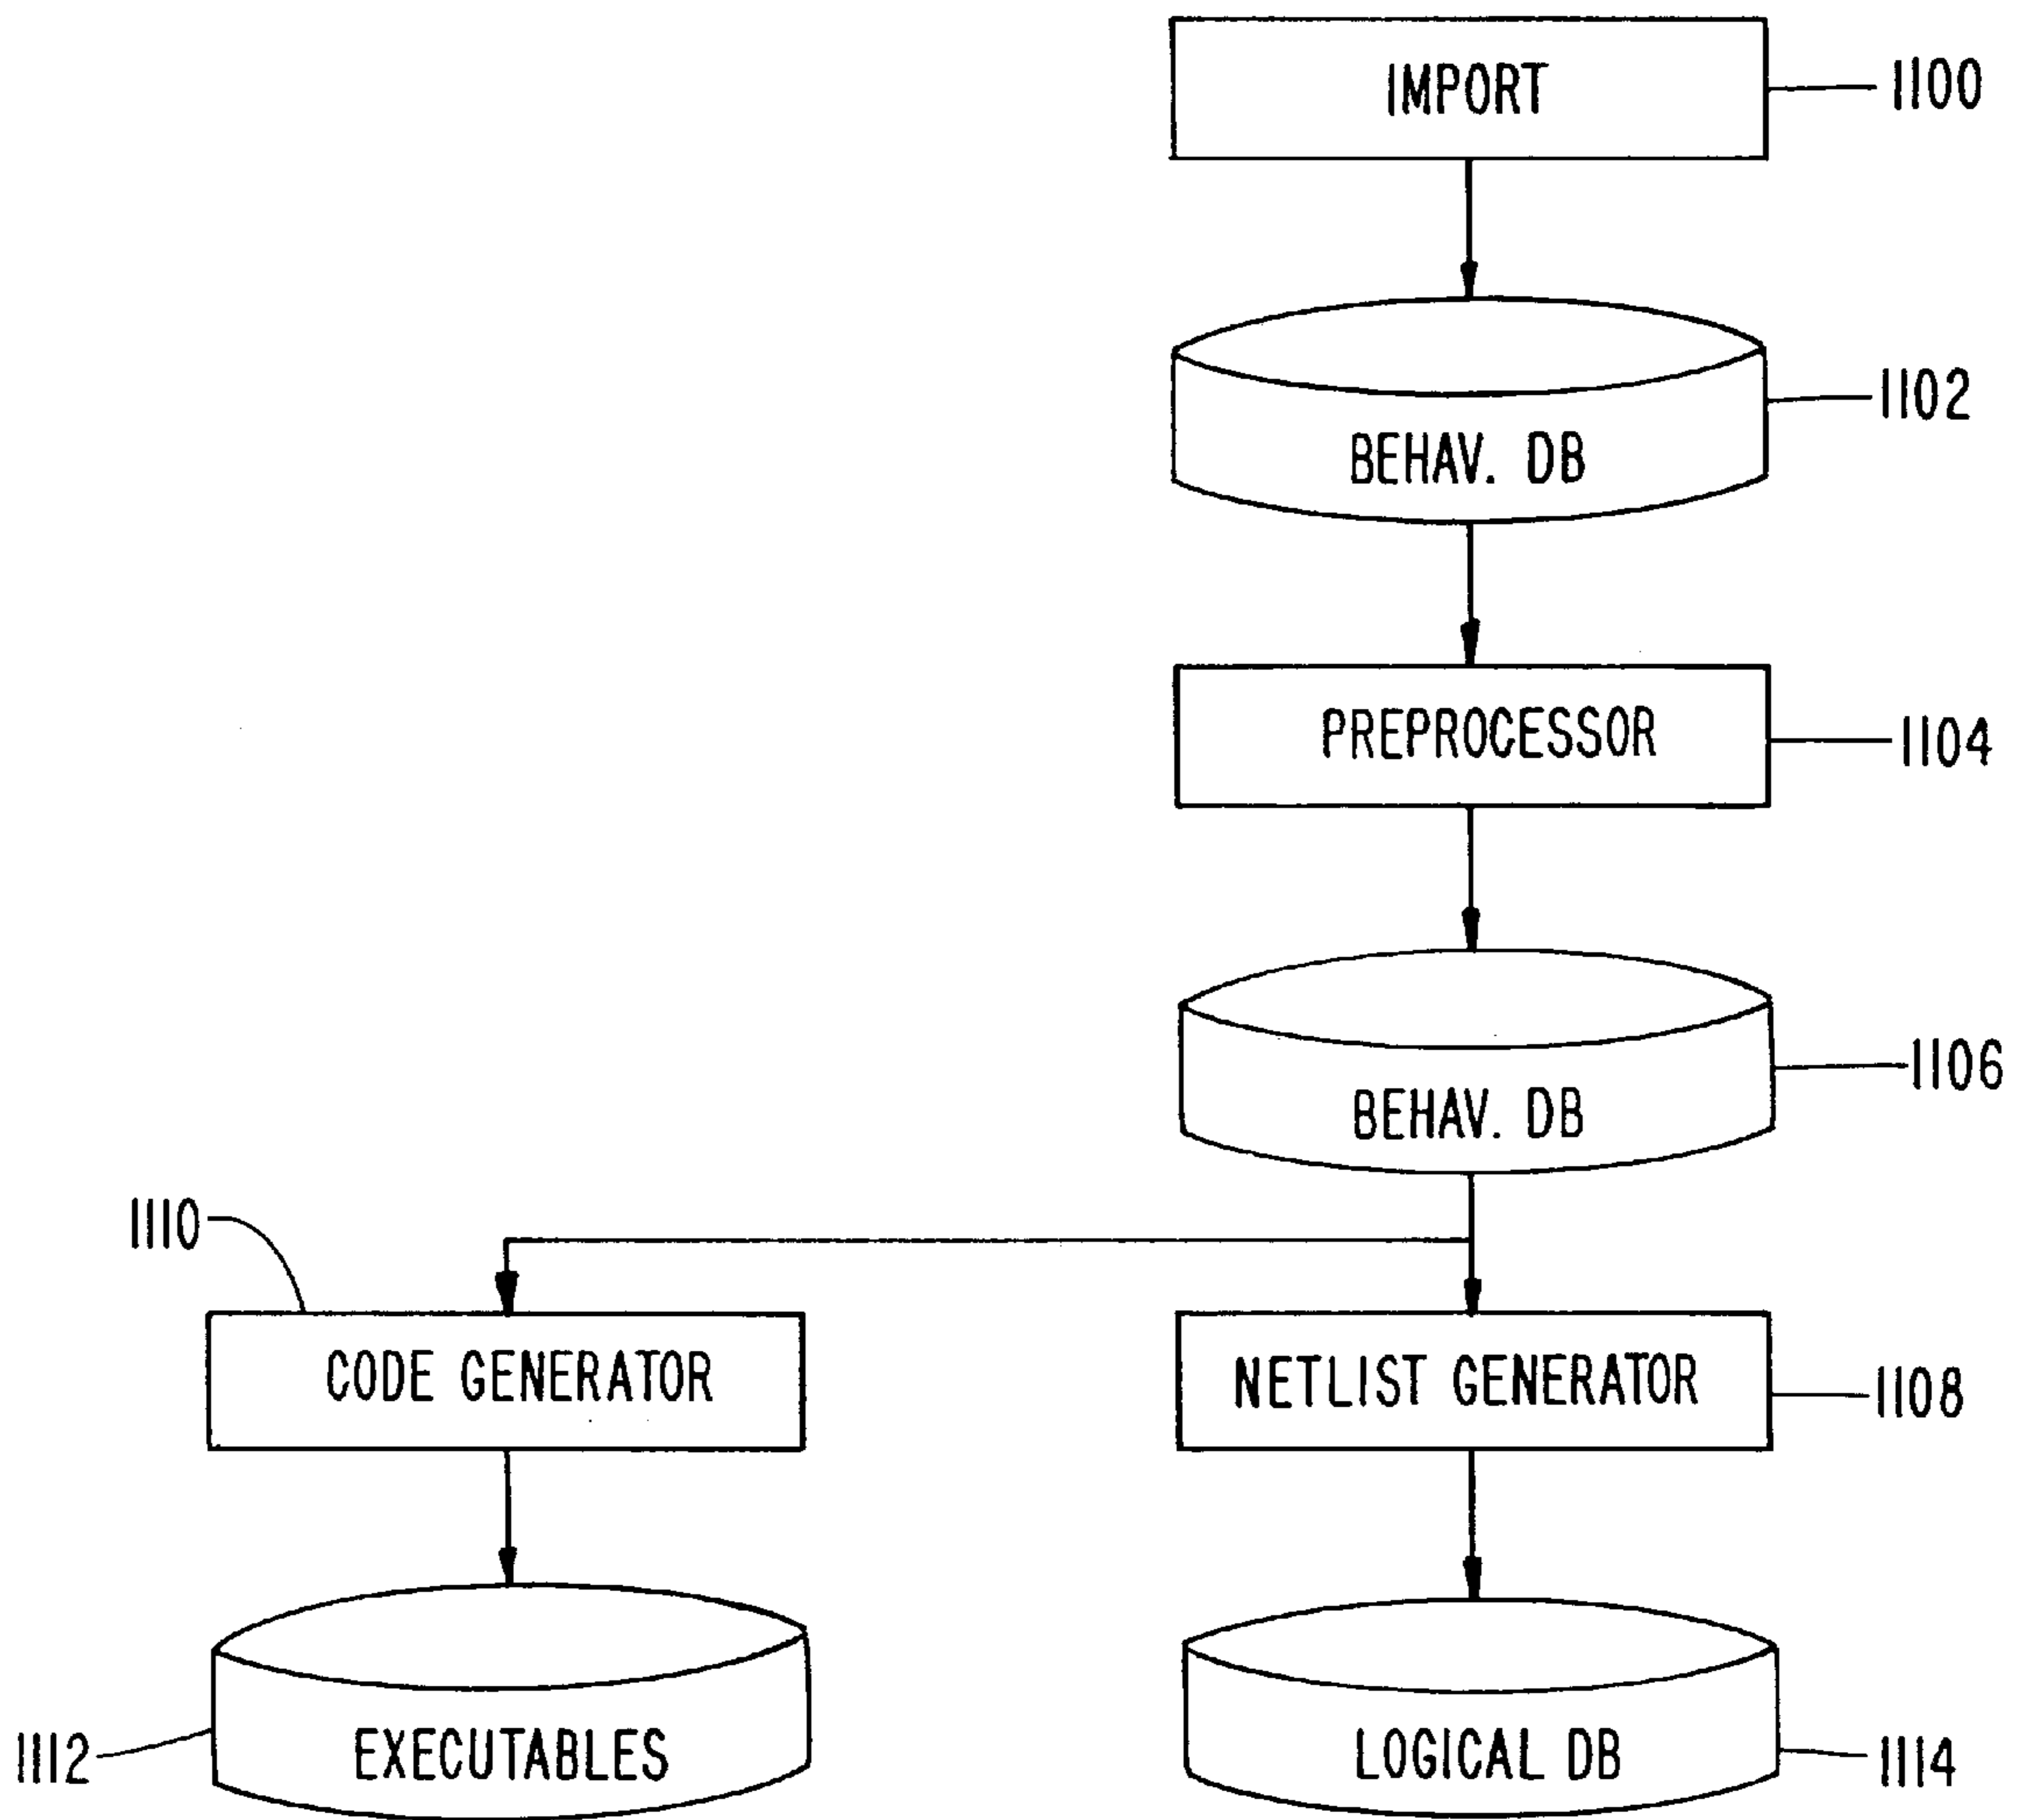 IMPORT
1100
1102
BEHAV. DB
PREPROCESSOR
1104
1106
BEHAV. DB
1110
CODE GENERATOR
NETLIST GENERATOR
1108
1112
EXECUTABLES
LOGICAL DB
1114